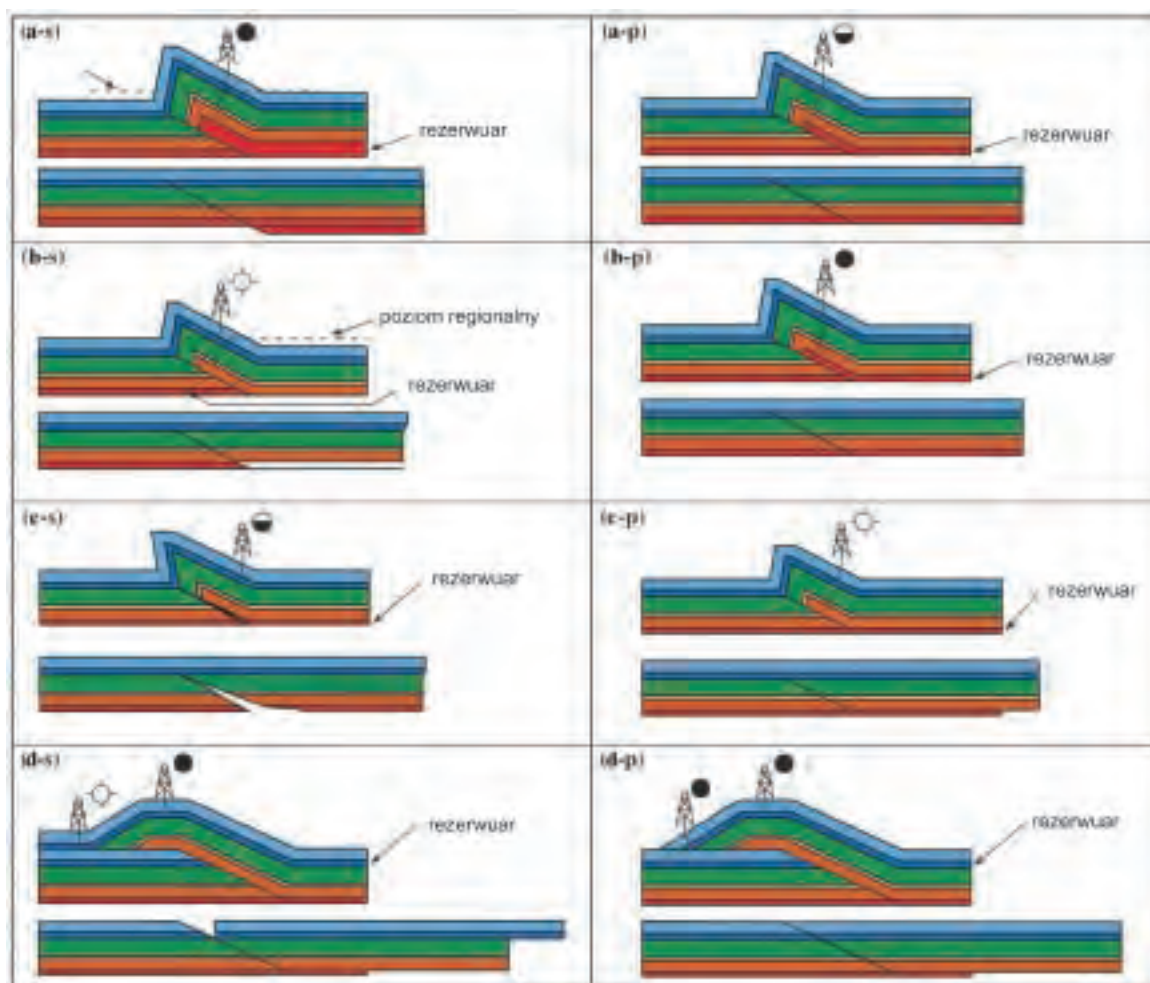 (a-s)
rezerwuar
(a-p)
rezerwuar
(b-s)
poziom regionalny
rezerwuar
(b-p)
rezerwuar
(c-s)
rezerwuar
(c-p)
rezerwuar
(d-s)
rezerwuar
(d-p)
rezerwuar